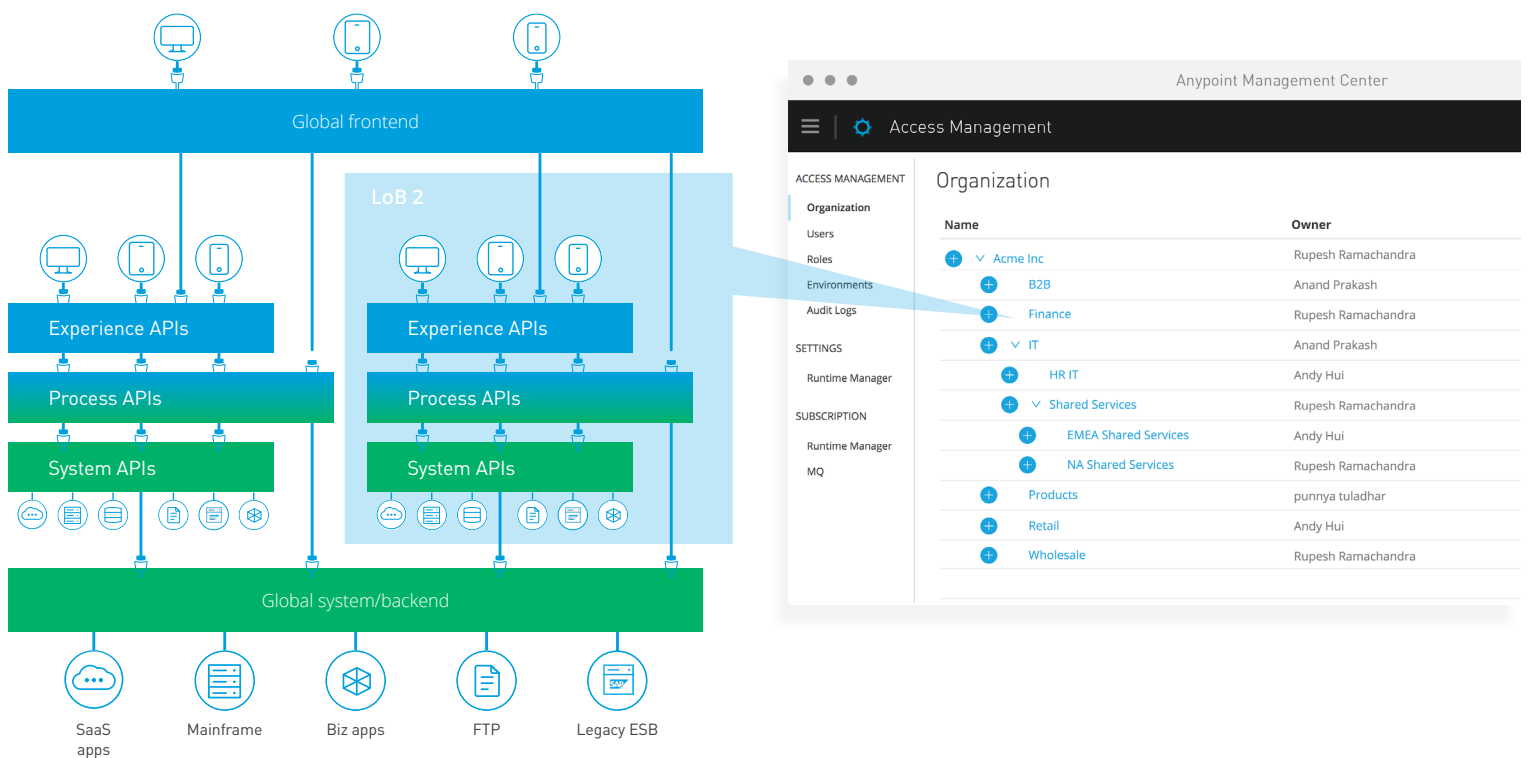 Global frontend
LoB 2
Experience APIs
Process APIs
System APIs
Experience APIs
Process APIs
System APIs
Global system/backend
SaaS
apps
Mainframe
Biz apps
FTP
SAP
Legacy ESB
Anypoint Management Center
Access Management
ACCESS MANAGEMENT
Organization
Users
Roles
Environments
Audit Logs
SETTINGS
Runtime Manager
SUBSCRIPTION
Runtime Manager
MQ
Organization
Name Owner
Acme Inc Rupesh Ramachandra
B2B Anand Prakash
Finance Rupesh Ramachandra
IT Anand Prakash
HR IT Andy Hui
Shared Services Rupesh Ramachandra
EMEA Shared Services Andy Hui
NA Shared Services Rupesh Ramachandra
Products punnya tuladhar
Retail Andy Hui
Wholesale Rupesh Ramachandra